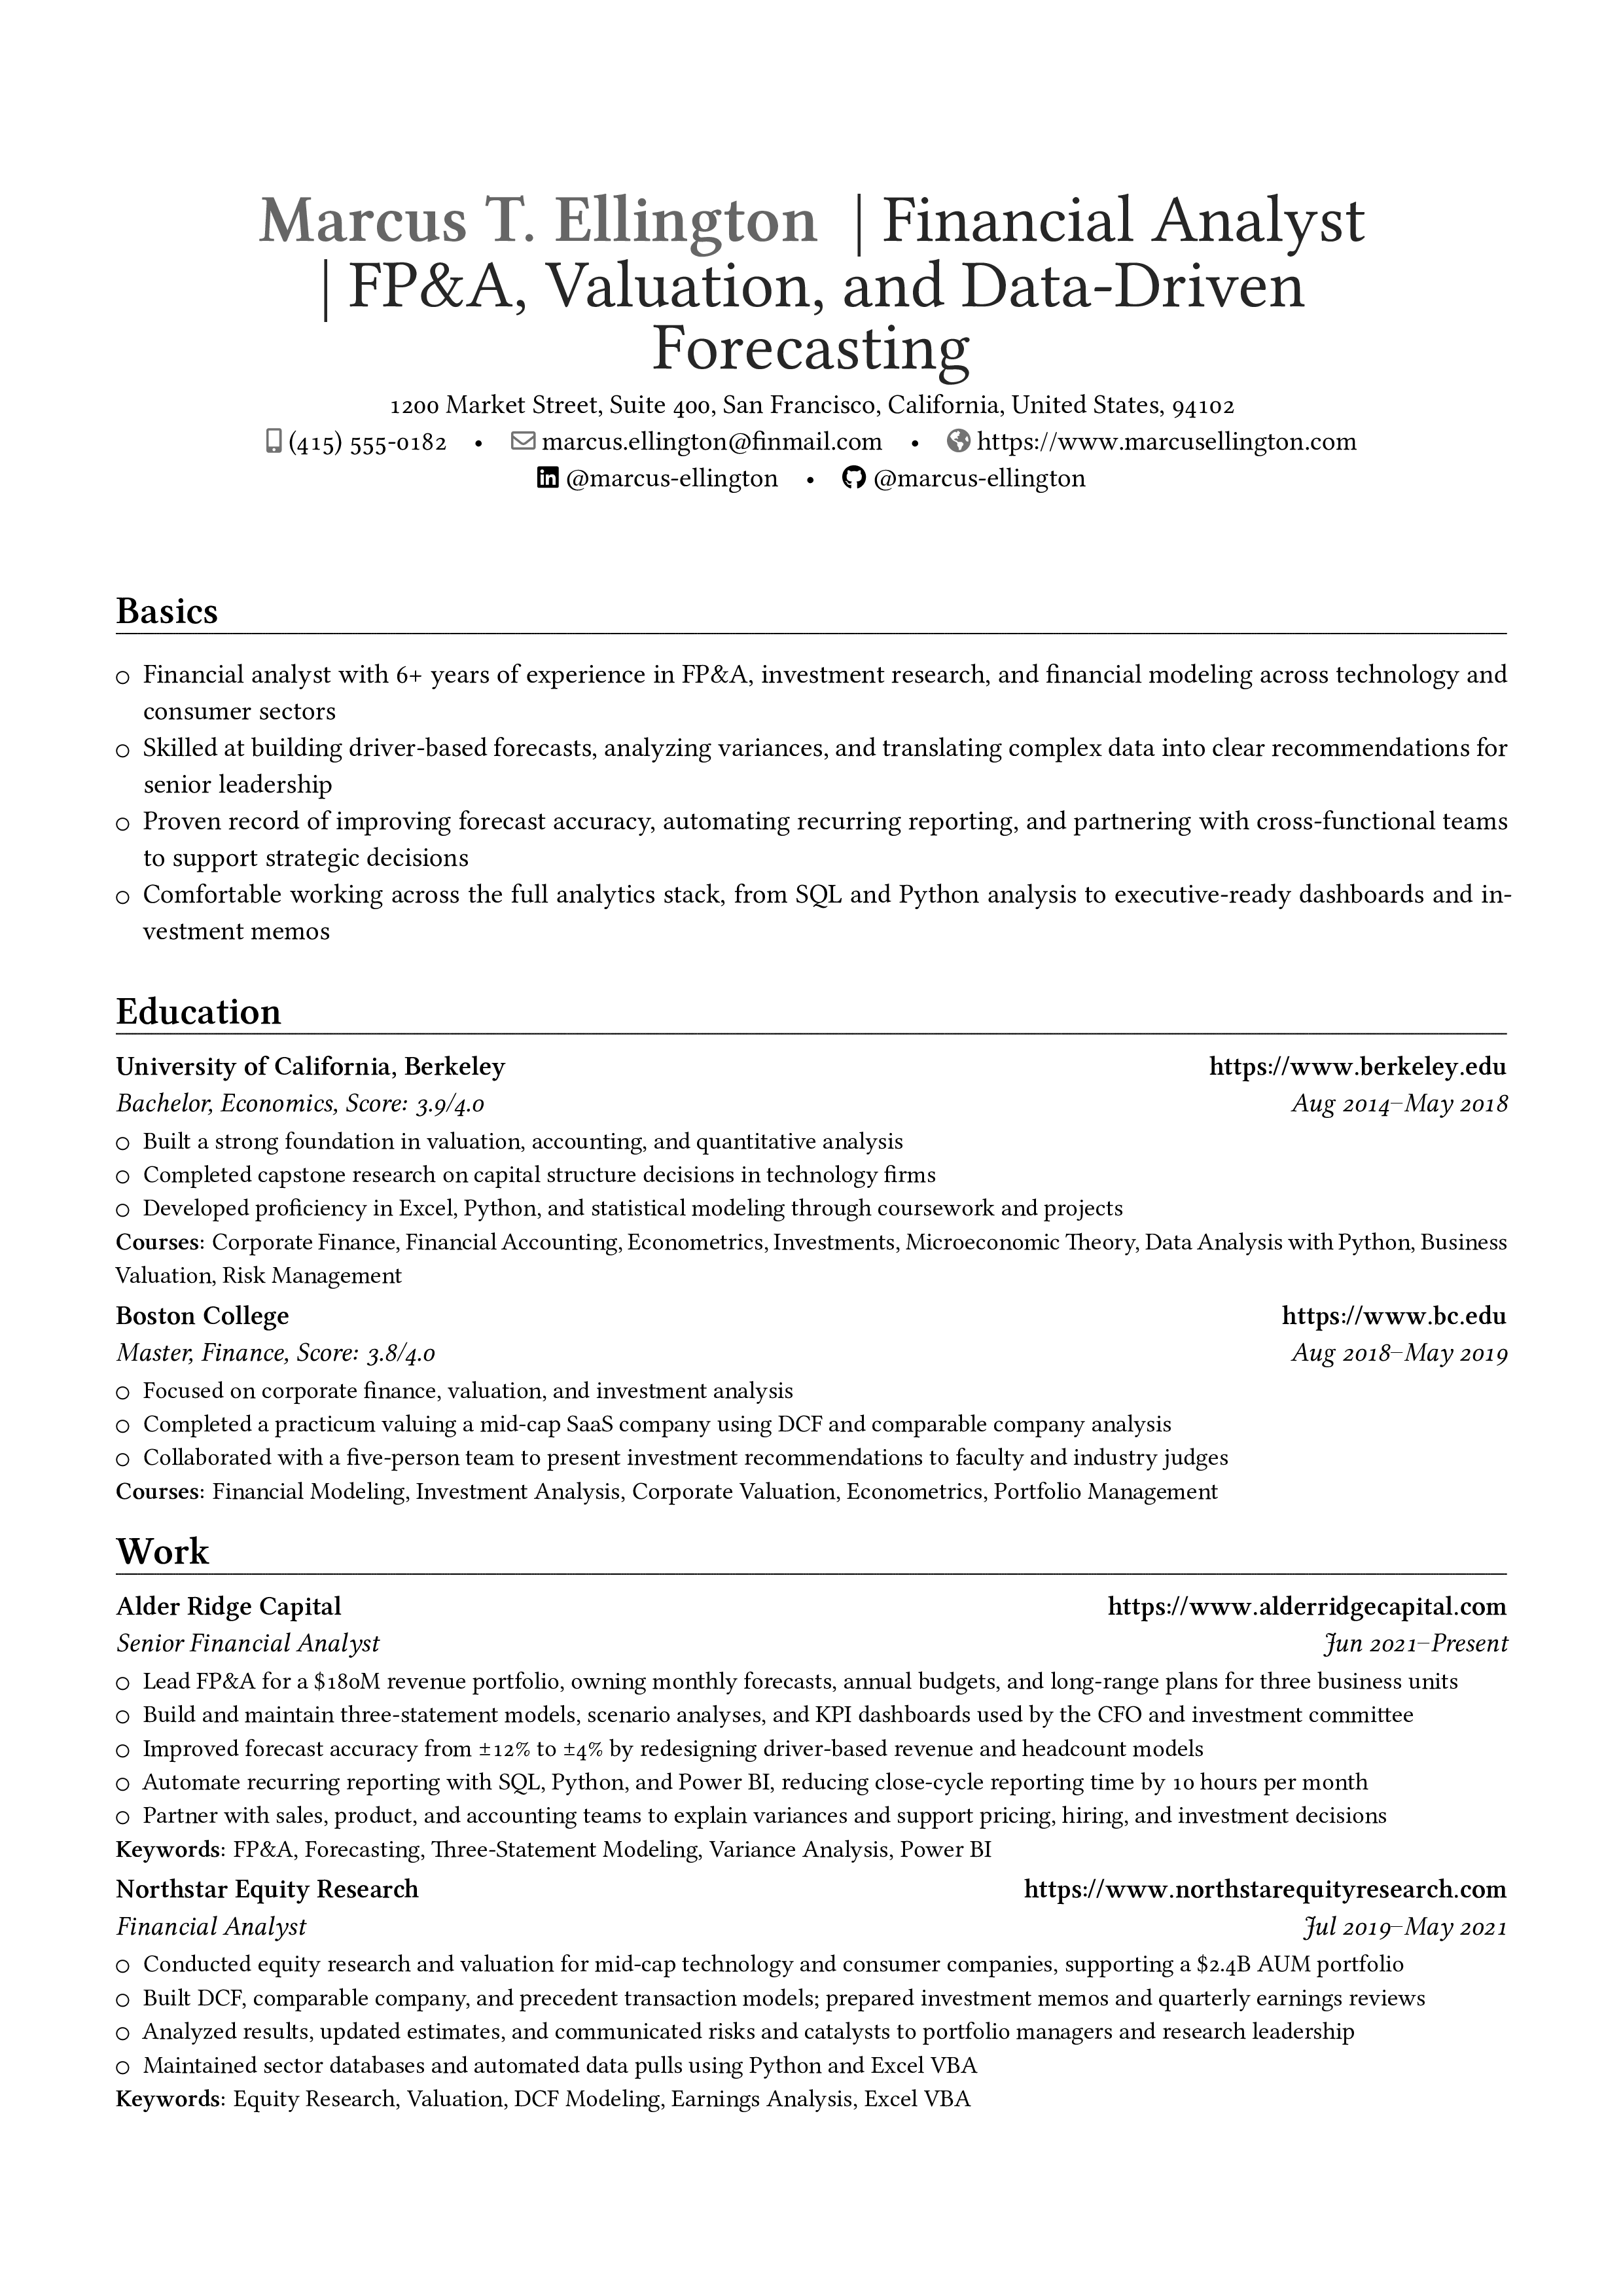 Marcus T. Ellington | Financial Analyst
| FP&A, Valuation, and Data-Driven
Forecasting
1200 Market Street, Suite 400, San Francisco, California, United States, 94102
(415) 555-0182 • marcus.ellington@finmail.com • https://www.marcusellington.com
@marcus-ellington • @marcus-ellington
Basics
Financial analyst with 6+ years of experience in FP&A, investment research, and financial modeling across technology and
consumer sectors
Skilled at building driver-based forecasts, analyzing variances, and translating complex data into clear recommendations for
senior leadership
Proven record of improving forecast accuracy, automating recurring reporting, and partnering with cross-functional teams
to support strategic decisions
Comfortable working across the full analytics stack, from SQL and Python analysis to executive-ready dashboards and in-
vestment memos
Education
University of California, Berkeley https://www.berkeley.edu
Bachelor, Economics, Score: 3.9/4.0 Aug 2014–May 2018
Built a strong foundation in valuation, accounting, and quantitative analysis
Completed capstone research on capital structure decisions in technology firms
Developed proficiency in Excel, Python, and statistical modeling through coursework and projects
Courses: Corporate Finance, Financial Accounting, Econometrics, Investments, Microeconomic Theory, Data Analysis with Python, Business
Valuation, Risk Management
Boston College https://www.bc.edu
Master, Finance, Score: 3.8/4.0 Aug 2018–May 2019
Focused on corporate finance, valuation, and investment analysis
Completed a practicum valuing a mid-cap SaaS company using DCF and comparable company analysis
Collaborated with a five-person team to present investment recommendations to faculty and industry judges
Courses: Financial Modeling, Investment Analysis, Corporate Valuation, Econometrics, Portfolio Management
Work
Alder Ridge Capital https://www.alderridgecapital.com
Senior Financial Analyst Jun 2021–Present
Lead FP&A for a $180M revenue portfolio, owning monthly forecasts, annual budgets, and long-range plans for three business units
Build and maintain three-statement models, scenario analyses, and KPI dashboards used by the CFO and investment committee
Improved forecast accuracy from ±12% to ±4% by redesigning driver-based revenue and headcount models
Automate recurring reporting with SQL, Python, and Power BI, reducing close-cycle reporting time by 10 hours per month
Partner with sales, product, and accounting teams to explain variances and support pricing, hiring, and investment decisions
Keywords: FP&A, Forecasting, Three-Statement Modeling, Variance Analysis, Power BI
Northstar Equity Research https://www.northstarequityresearch.com
Financial Analyst Jul 2019–May 2021
Conducted equity research and valuation for mid-cap technology and consumer companies, supporting a $2.4B AUM portfolio
Built DCF, comparable company, and precedent transaction models; prepared investment memos and quarterly earnings reviews
Analyzed results, updated estimates, and communicated risks and catalysts to portfolio managers and research leadership
Maintained sector databases and automated data pulls using Python and Excel VBA
Keywords: Equity Research, Valuation, DCF Modeling, Earnings Analysis, Excel VBA